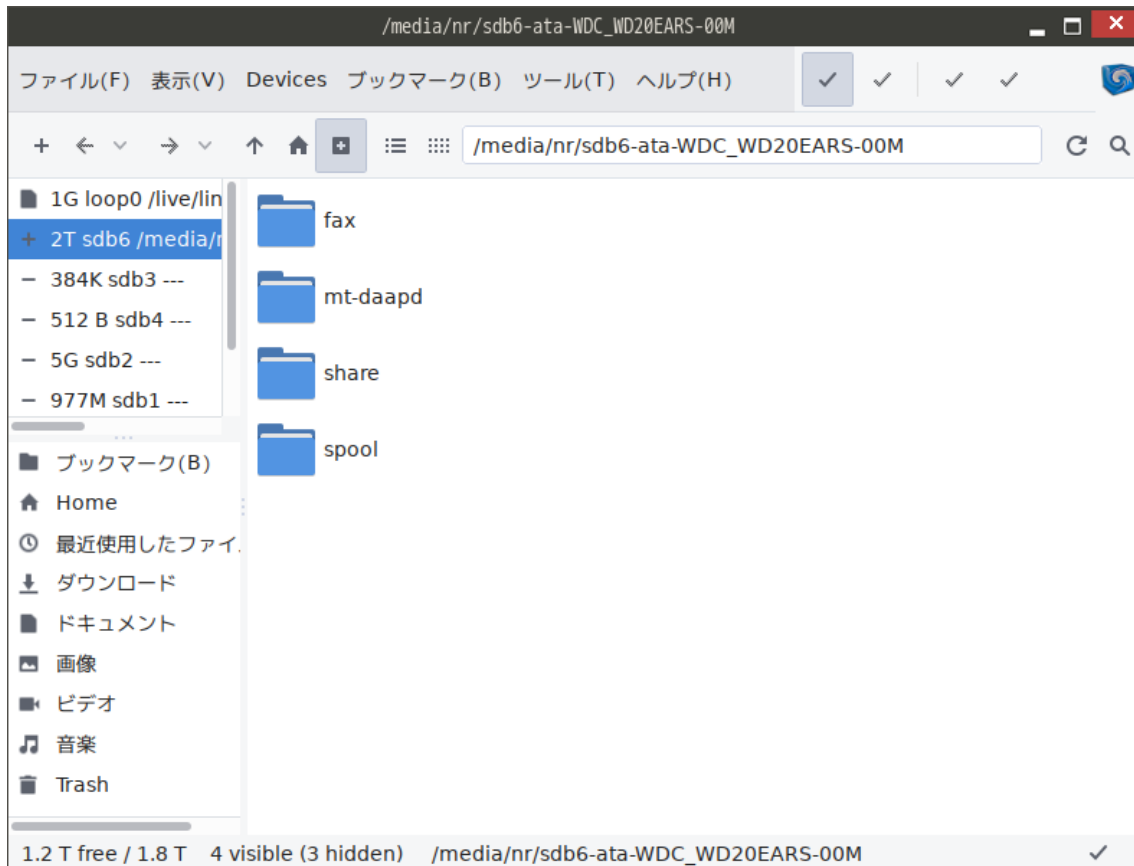 /media/nr/sdb6-ata-WDC_WD20EARS-00M
ファイル(F) 表示(V) Devices ブックマーク(B) ツール(T) ヘルプ(H)
/media/nr/sdb6-ata-WDC_WD20EARS-00M
1G loop0 /live/lin
2T sdb6 /media/r
384K sdb3 ---
512 B sdb4 ---
5G sdb2 ---
977M sdb1 ---
ブックマーク(B)
Home
最近使用したファイ
ダウンロード
ドキュメント
画像
ビデオ
音楽
Trash
fax
mt-daapd
share
spool
1.2 T free / 1.8 T 4 visible (3 hidden) /media/nr/sdb6-ata-WDC_WD20EARS-00M